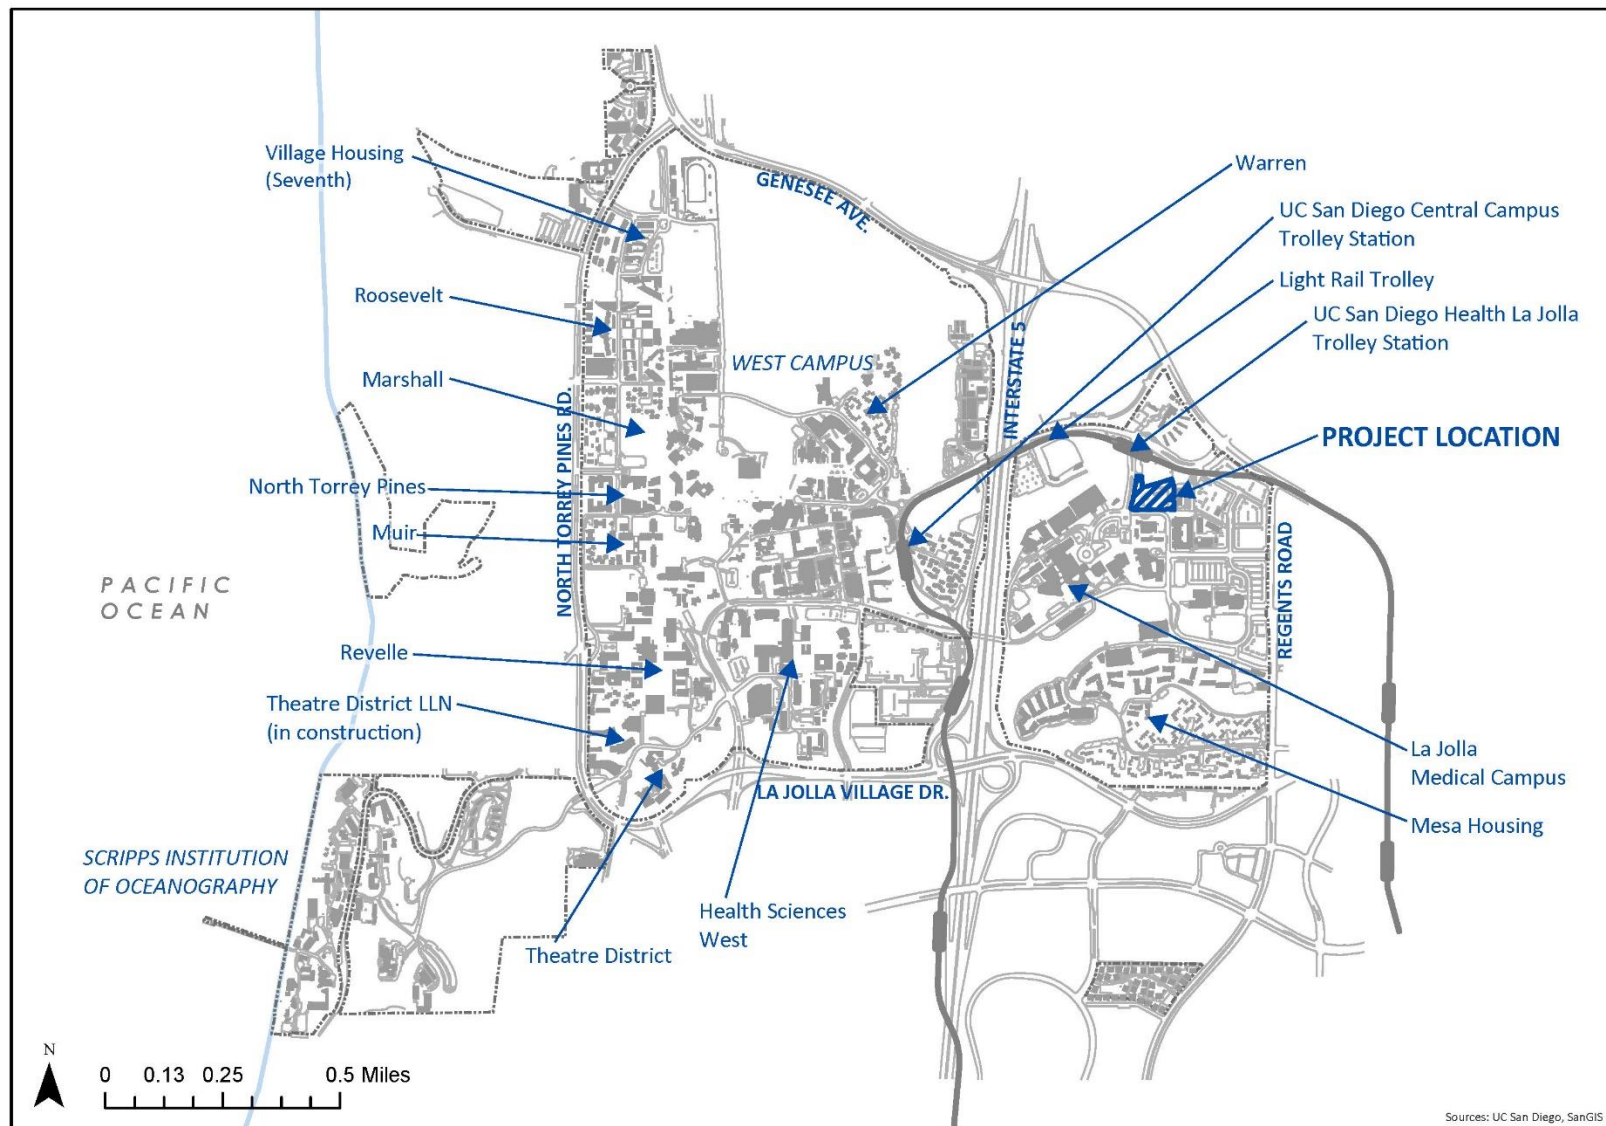 Village Housing
(Seventh)
GENESEE AVE.
Warren
UC San Diego Central Campus
Trolley Station
Light Rail Trolley
UC San Diego Health La Jolla
Trolley Station
Roosevelt
WEST CAMPUS
INTERSTATE 5
Marshall
NORTH TORREY PINES RD.
PROJECT LOCATION
North Torrey Pines
Muir
PACIFIC
OCEAN
REGENTS ROAD
Revelle
Theatre District LLN
(in construction)
La Jolla
Medical Campus
LA JOLLA VILLAGE DR.
Mesa Housing
SCRIPPS INSTITUTION
OF OCEANOGRAPHY
Health Sciences
West
Theatre District
N
0 0.13 0.25 0.5 Miles
Sources: UC San Diego, SanGIS